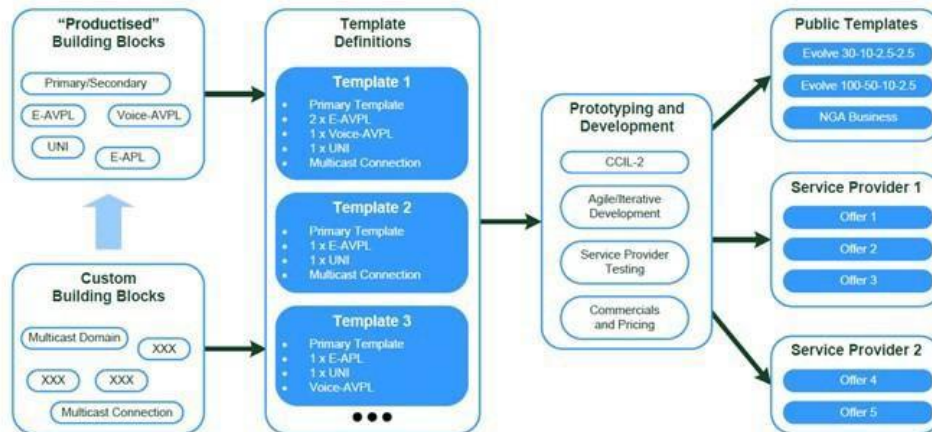 “Productised”
Building Blocks
Primary/Secondary
E-AVPL
Voice-AVPL
UNI
E-APL
Custom
Building Blocks
Multicast Domain
XXX
XXX
XXX
Multicast Connection
Template
Definitions
Template 1
• Primary Template
• 2 x E-AVPL
• 1 x Voice-AVPL
• 1 x UNI
• Multicast Connection
Template 2
• Primary Template
• 1 x E-AVPL
• 1 x UNI
• Multicast Connection
Template 3
• Primary Template
• 1 x E-APL
• 1 x UNI
• Voice-AVPL
Prototyping and
Development
CCIL-2
Agile/Iterative
Development
Service Provider
Testing
Commercials
and Pricing
Public Templates
Evolve 30-10-2.5-2.5
Evolve 100-50-10-2.5
NGA Business
Service Provider 1
Offer 1
Offer 2
Offer 3
Service Provider 2
Offer 4
Offer 5